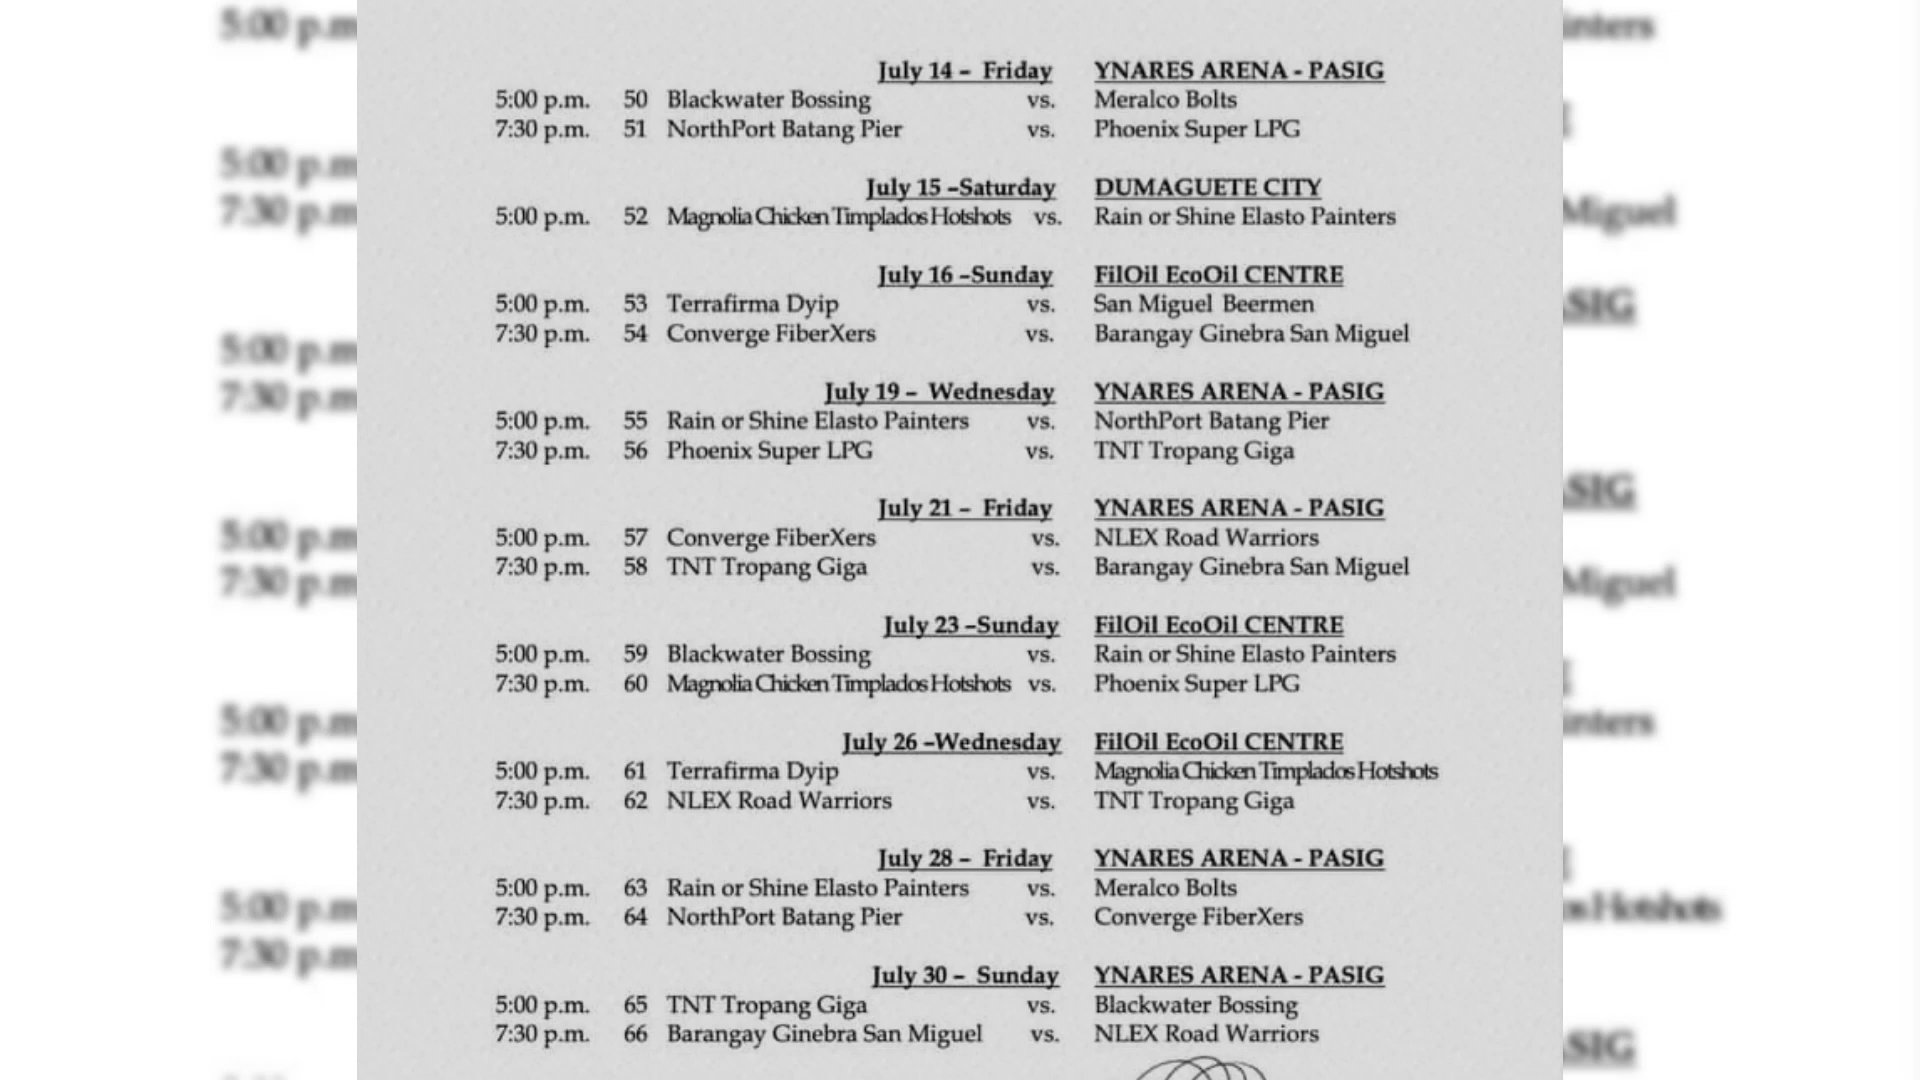 July 14 – Friday YNARES ARENA - PASIG
5:00 p.m. 50 Blackwater Bossing vs. Meralco Bolts
7:30 p.m. 51 NorthPort Batang Pier vs. Phoenix Super LPG
July 15 –Saturday DUMAGUETE CITY
5:00 p.m. 52 Magnolia Chicken Timplados Hotshots vs. Rain or Shine Elasto Painters
July 16 –Sunday FilOil EcoOil CENTRE
5:00 p.m. 53 Terrafirma Dyip vs. San Miguel Beermen
7:30 p.m. 54 Converge FiberXers vs. Barangay Ginebra San Miguel
July 19 – Wednesday YNARES ARENA - PASIG
5:00 p.m. 55 Rain or Shine Elasto Painters vs. NorthPort Batang Pier
7:30 p.m. 56 Phoenix Super LPG vs. TNT Tropang Giga
July 21 – Friday YNARES ARENA - PASIG
5:00 p.m. 57 Converge FiberXers vs. NLEX Road Warriors
7:30 p.m. 58 TNT Tropang Giga vs. Barangay Ginebra San Miguel
July 23 –Sunday FilOil EcoOil CENTRE
5:00 p.m. 59 Blackwater Bossing vs. Rain or Shine Elasto Painters
7:30 p.m. 60 Magnolia Chicken Timplados Hotshots vs. Phoenix Super LPG
July 26 –Wednesday FilOil EcoOil CENTRE
5:00 p.m. 61 Terrafirma Dyip vs. Magnolia Chicken Timplados Hotshots
7:30 p.m. 62 NLEX Road Warriors vs. TNT Tropang Giga
July 28 – Friday YNARES ARENA - PASIG
5:00 p.m. 63 Rain or Shine Elasto Painters vs. Meralco Bolts
7:30 p.m. 64 NorthPort Batang Pier vs. Converge FiberXers
July 30 – Sunday YNARES ARENA - PASIG
5:00 p.m. 65 TNT Tropang Giga vs. Blackwater Bossing
7:30 p.m. 66 Barangay Ginebra San Miguel vs. NLEX Road Warriors